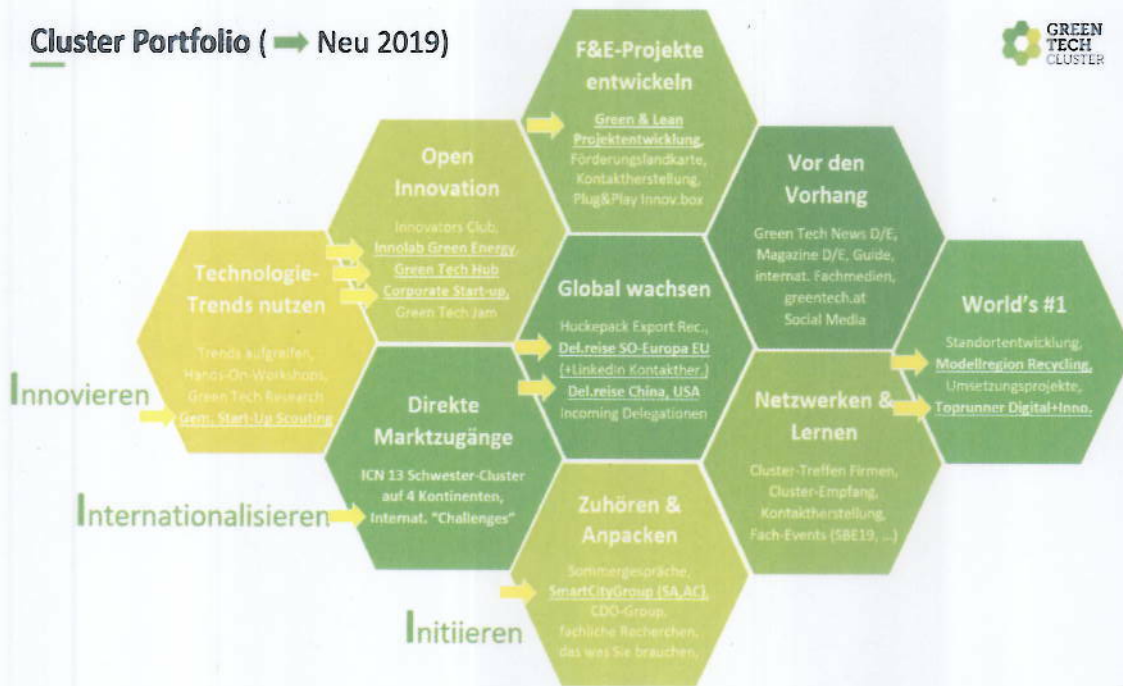 Cluster Portfolio ( ➡ Neu 2019)
GREEN
TECH
CLUSTER
F&E-Projekte
entwickeln
Green & Lean
Projektentwicklung,
Förderungslandkarte,
Kontaktherstellung,
Plug&Play Innov.box
Open
Innovation
Innovators Club,
Innolab Green Energy,
Green Tech Hub
Corporate Start-up,
Green Tech Jam
Vor den
Vorhang
Green Tech News D/E,
Magazine D/E, Guide,
internat. Fachmedien,
greentech.at
Social Media
Technologie-
Trends nutzen
Trends aufgreifen,
Hands-On-Workshops,
Green Tech Research
Gem. Start-Up Scouting
Global wachsen
Huckepack Export Rec.,
Del.reise SO-Europa EU
(+LinkedIn Kontakther.)
Del.reise China, USA
Incoming Delegationen
World's #1
Standortentwicklung,
Modellregion Recycling,
Umsetzungsprojekte,
Toprunner Digital+Inno.
Innovieren
Direkte
Marktzugänge
ICN 13 Schwester-Cluster
auf 4 Kontinenten,
Internat. "Challenges"
Netzwerken &
Lernen
Cluster-Treffen Firmen,
Cluster-Empfang,
Kontaktherstellung,
Fach-Events (SBE19, ...)
Internationalisieren
Zuhören &
Anpacken
Sommergespräche,
SmartCityGroup (SA,AC),
CDO-Group,
fachliche Recherchen,
das was Sie brauchen.
Initiieren